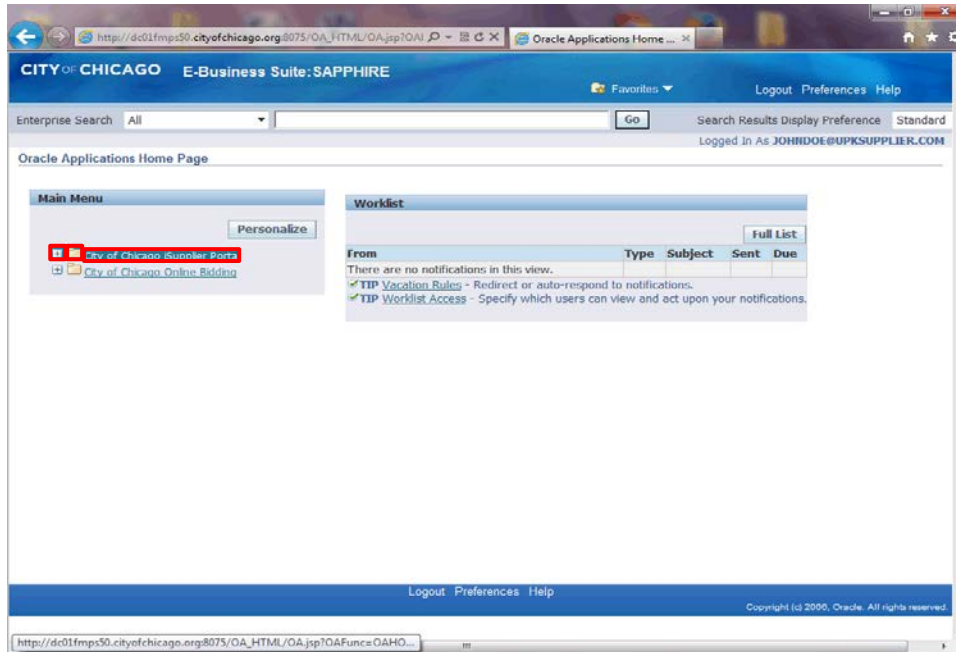 http://dc01fmps50.cityofchicago.org:8075/OA_HTML/OA.jsp?OAI
Oracle Applications Home ...
CITY OF CHICAGO E-Business Suite: SAPPHIRE
Favorites
Logout Preferences Help
Enterprise Search All Go Search Results Display Preference Standard
Logged In As JOHNDOE@UPKSUPPLIER.COM
Oracle Applications Home Page
Main Menu
Personalize
City of Chicago iSupplier Porta
City of Chicago Online Bidding
Worklist
Full List
From Type Subject Sent Due
There are no notifications in this view.
TIP Vacation Rules - Redirect or auto-respond to notifications.
TIP Worklist Access - Specify which users can view and act upon your notifications.
Logout Preferences Help
Copyright (c) 2006, Oracle. All rights reserved.
http://dc01fmps50.cityofchicago.org:8075/OA_HTML/OA.jsp?OAFunc=OAHO...